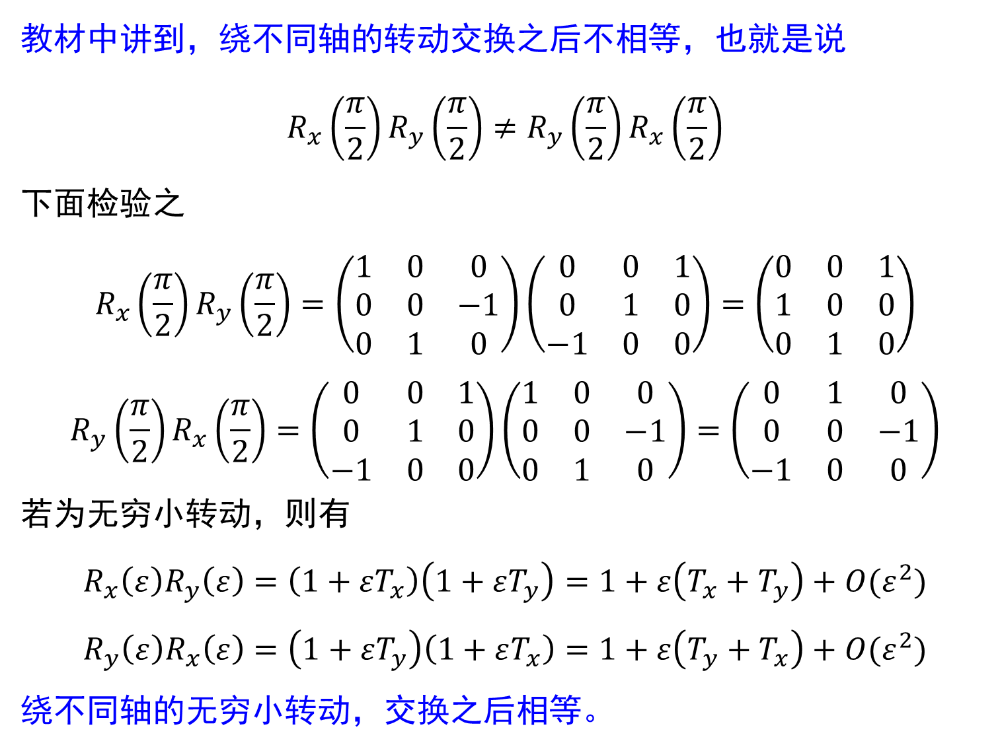 教材中讲到，绕不同轴的转动交换之后不相等，也就是说
$R_x\left(\frac{\pi}{2}\right) R_y\left(\frac{\pi}{2}\right) \neq R_y\left(\frac{\pi}{2}\right) R_x\left(\frac{\pi}{2}\right)$
下面检验之
$R_x\left(\frac{\pi}{2}\right) R_y\left(\frac{\pi}{2}\right) = \begin{pmatrix} 1 & 0 & 0 \\ 0 & 0 & -1 \\ 0 & 1 & 0 \end{pmatrix} \begin{pmatrix} 0 & 0 & 1 \\ 0 & 1 & 0 \\ -1 & 0 & 0 \end{pmatrix} = \begin{pmatrix} 0 & 0 & 1 \\ 1 & 0 & 0 \\ 0 & 1 & 0 \end{pmatrix}$
$R_y\left(\frac{\pi}{2}\right) R_x\left(\frac{\pi}{2}\right) = \begin{pmatrix} 0 & 0 & 1 \\ 0 & 1 & 0 \\ -1 & 0 & 0 \end{pmatrix} \begin{pmatrix} 1 & 0 & 0 \\ 0 & 0 & -1 \\ 0 & 1 & 0 \end{pmatrix} = \begin{pmatrix} 0 & 1 & 0 \\ 0 & 0 & -1 \\ -1 & 0 & 0 \end{pmatrix}$
若为无穷小转动，则有
$R_x(\varepsilon)R_y(\varepsilon) = (1 + \varepsilon T_x)(1 + \varepsilon T_y) = 1 + \varepsilon(T_x + T_y) + O(\varepsilon^2)$
$R_y(\varepsilon)R_x(\varepsilon) = (1 + \varepsilon T_y)(1 + \varepsilon T_x) = 1 + \varepsilon(T_y + T_x) + O(\varepsilon^2)$
绕不同轴的无穷小转动，交换之后相等。